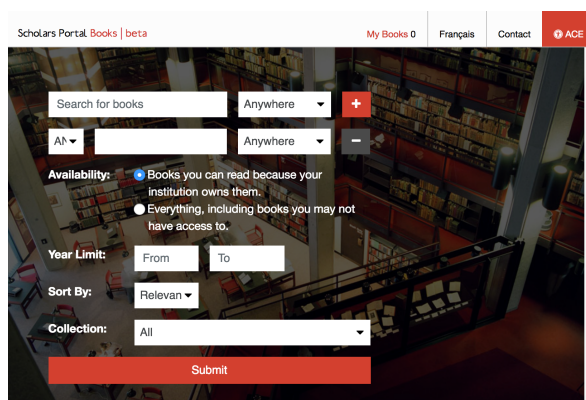 Scholars Portal Books | beta
My Books 0
Français
Contact
ACE
Search for books
Anywhere
+
AN
Anywhere
−
Availability:
Books you can read because your
institution owns them.
Everything, including books you may not
have access to.
Year Limit:
From
To
Sort By:
Relevan
Collection:
All
Submit